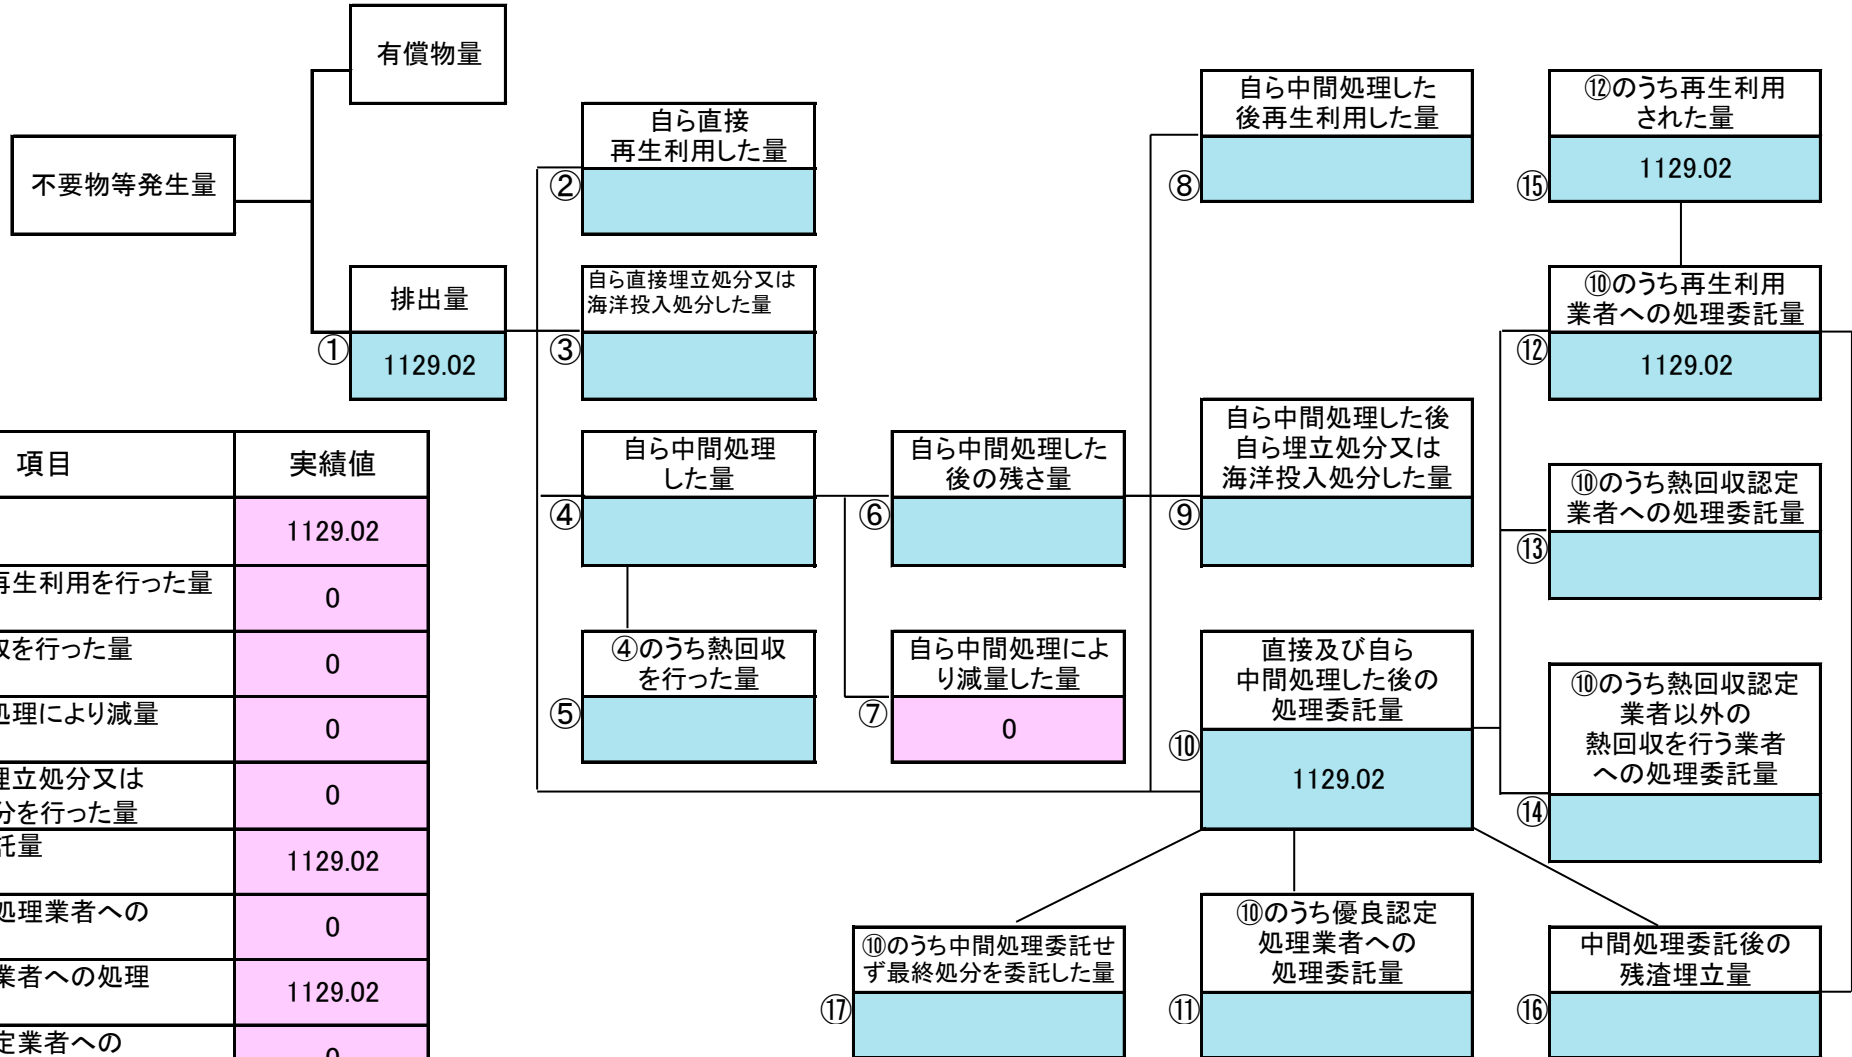 有償物量
不要物等発生量
排出量
①
1129.02
自ら直接
再生利用した量
②
自ら直接埋立処分又は
海洋投入処分した量
③
自ら中間処理
した量
④
④のうち熱回収
を行った量
⑤
自ら中間処理した
後の残さ量
⑥
自ら中間処理によ
り減量した量
⑦
0
自ら中間処理した
後再生利用した量
⑧
自ら中間処理した後
自ら埋立処分又は
海洋投入処分した量
⑨
直接及び自ら
中間処理した後の
処理委託量
⑩
1129.02
⑫のうち再生利用
された量
⑮
1129.02
⑩のうち再生利用
業者への処理委託量
⑫
1129.02
⑩のうち熱回収認定
業者への処理委託量
⑬
⑩のうち熱回収認定
業者以外の
熱回収を行う業者
への処理委託量
⑭
⑩のうち中間処理委託せ
ず最終処分を委託した量
⑰
⑩のうち優良認定
処理業者への
処理委託量
⑪
中間処理委託後の
残渣埋立量
⑯
項目 実績値
1129.02
再生利用を行った量 0
を行った量 0
処理により減量 0
埋立処分又は
分を行った量 0
託量 1129.02
処理業者への 0
業者への処理 1129.02
定業者への 0